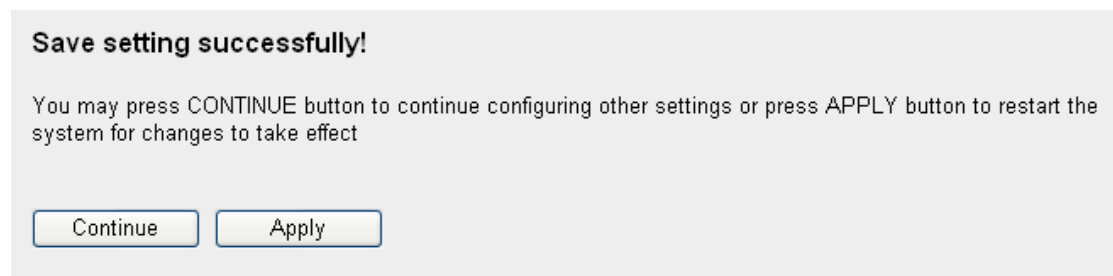 Save setting successfully!
You may press CONTINUE button to continue configuring other settings or press APPLY button to restart the
system for changes to take effect
Continue
Apply